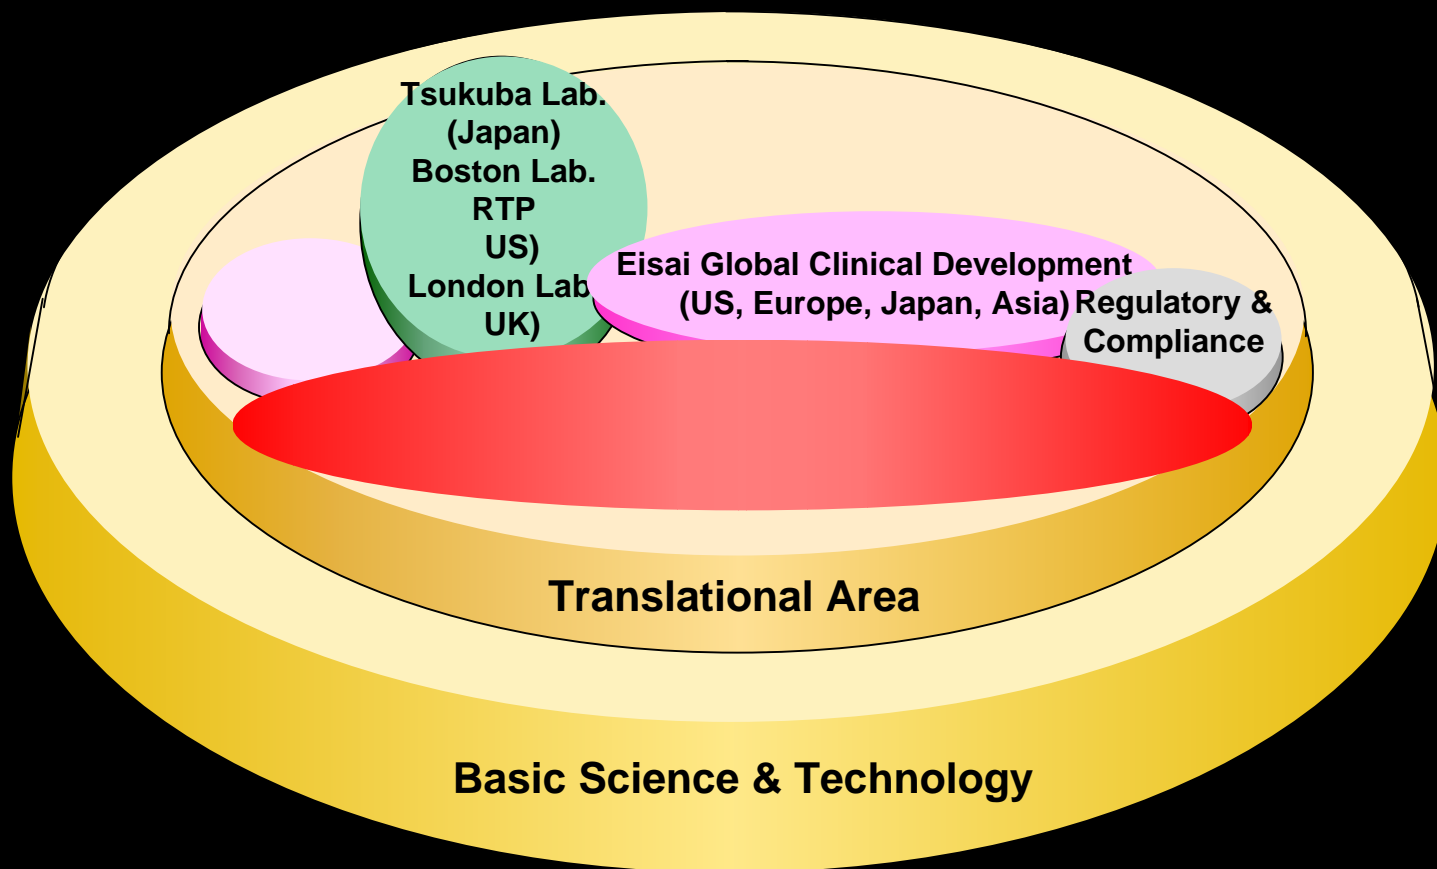 Tsukuba Lab.
(Japan)
Boston Lab.
RTP
US)
London Lab
UK)
Eisai Global Clinical Development
(US, Europe, Japan, Asia)
Regulatory &
Compliance
Translational Area
Basic Science & Technology